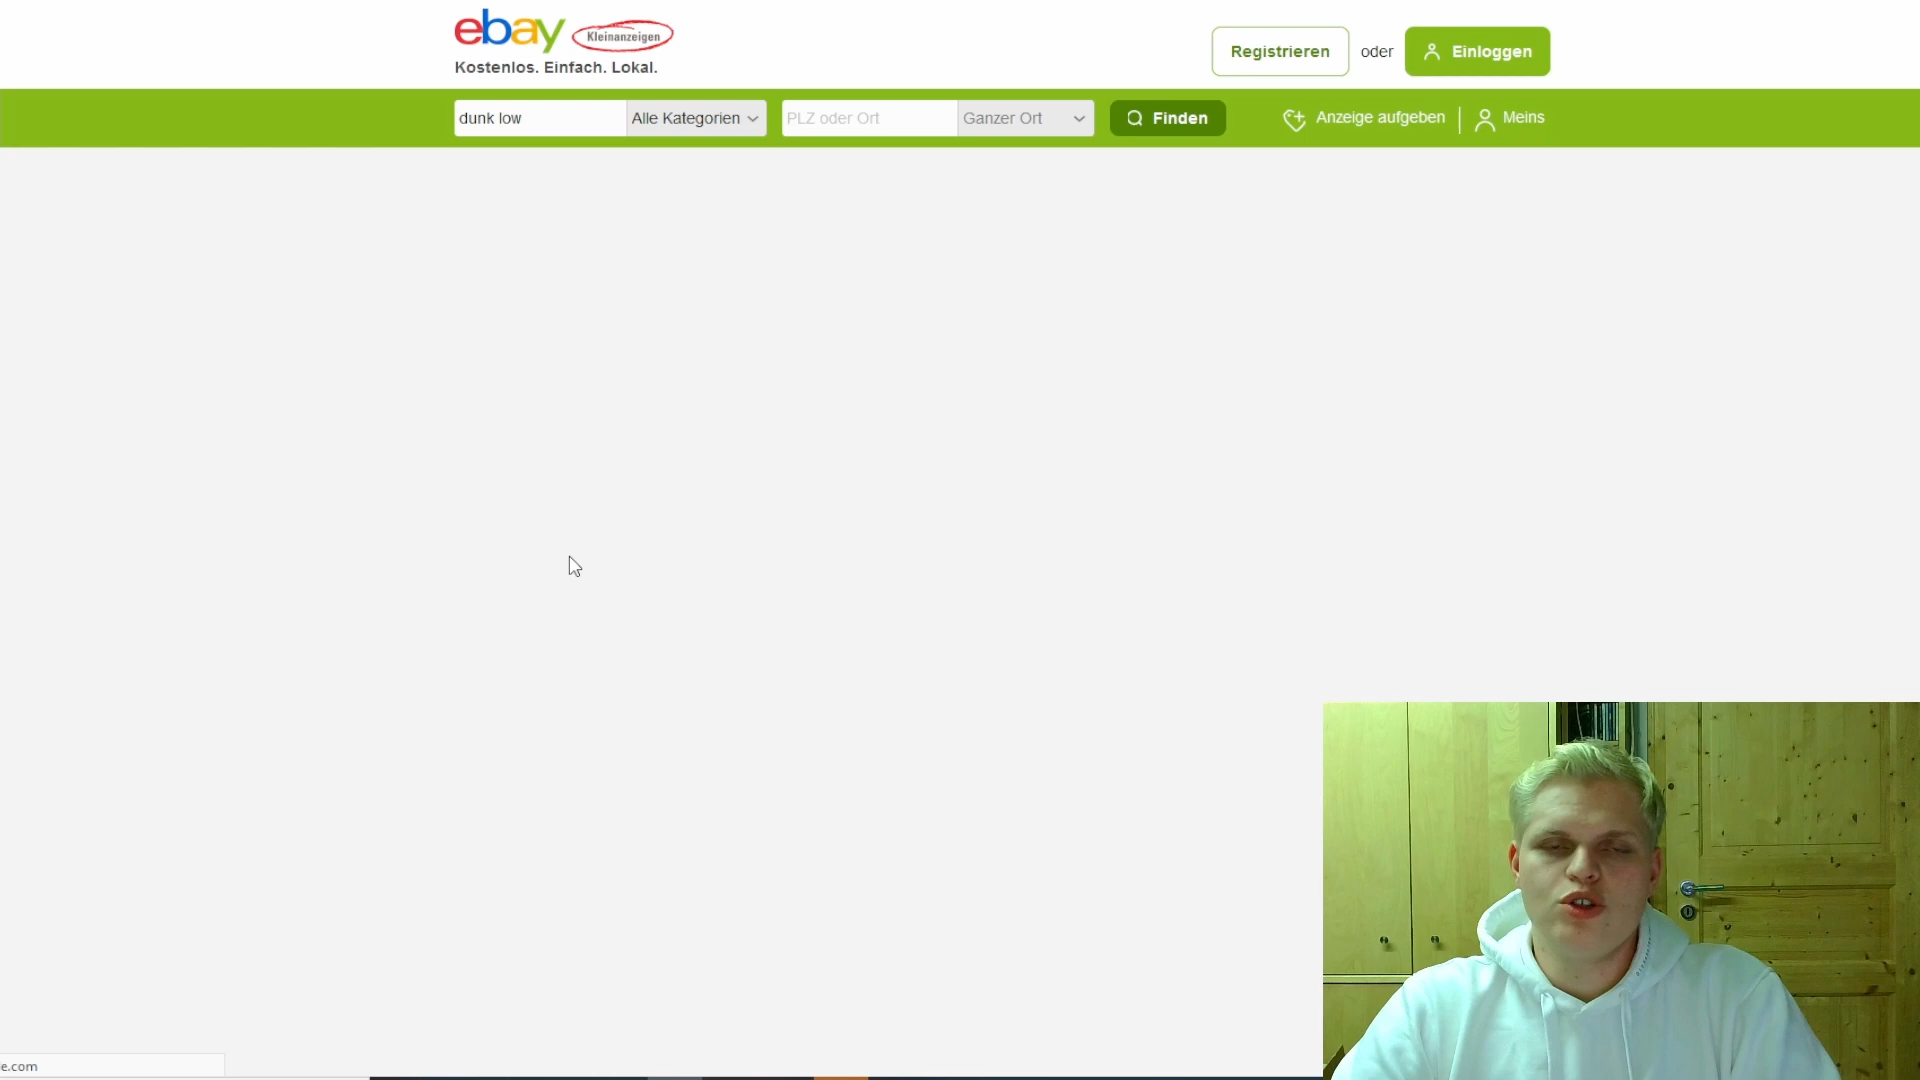 ebay Kleinanzeigen
Kostenlos. Einfach. Lokal.
Registrieren oder Einloggen
dunk low Alle Kategorien PLZ oder Ort Ganzer Ort Finden Anzeige aufgeben Meins
e.com